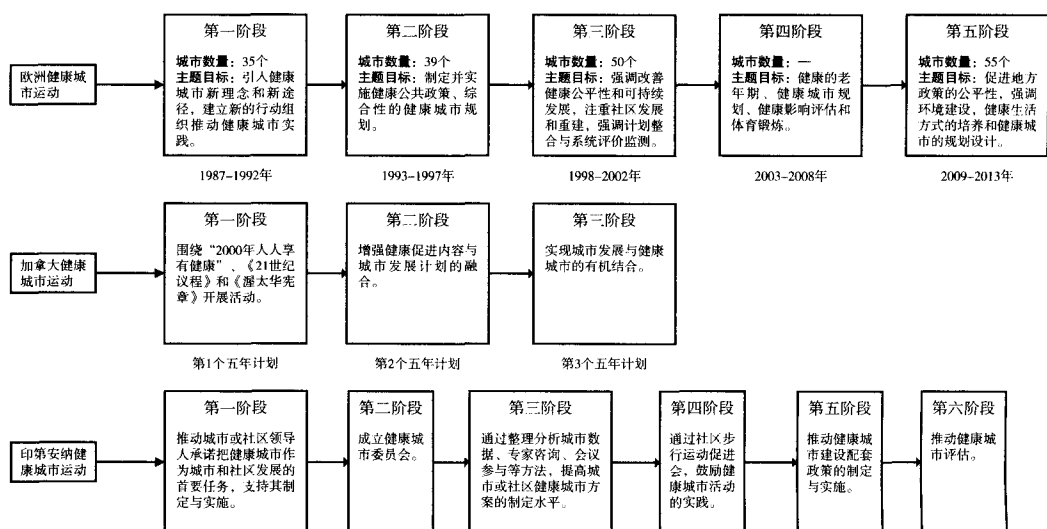 欧洲健康城
市运动
第一阶段
城市数量：35个
主题目标：引入健康
城市新理念和新途
径，建立新的行动组
织推动健康城市实
践。
1987-1992年
第二阶段
城市数量：39个
主题目标：制定并实
施健康公共政策、综
合性的健康城市规
划。
1993-1997年
第三阶段
城市数量：50个
主题目标：强调改善
健康公平性和可持续
发展，注重社区发展
和重建，强调计划整
合与系统评价监测。
1998-2002年
第四阶段
城市数量：—
主题目标：健康的老
年期、健康城市规
划、健康影响评估和
体育锻炼。
2003-2008年
第五阶段
城市数量：55个
主题目标：促进地方
政策的公平性，强调
环境建设，健康生活
方式的培养和健康城
市的规划设计。
2009-2013年
加拿大健康
城市运动
第一阶段
围绕“2000年人人享
有健康”、《21世纪
议程》和《渥太华宪
章》开展活动。
第1个五年计划
第二阶段
增强健康促进内容与
城市发展计划的融
合。
第2个五年计划
第三阶段
实现城市发展与健康
城市的有机结合。
第3个五年计划
印第安纳健
康城市运动
第一阶段
推动城市或社区领导
人承诺把健康城市作
为城市和社区发展的
首要任务，支持其制
定与实施。
第二阶段
成立健康城
市委员会。
第三阶段
通过整理分析城市数
据、专家咨询、会议
参与等方法，提高城市
或社区健康城市方
案的制定水平。
第四阶段
通过社区步
行运动促进
会，鼓励健
康城市活动
的实践。
第五阶段
推动健康城
市建设配套
政策的制定
与实施。
第六阶段
推动健康城
市评估。